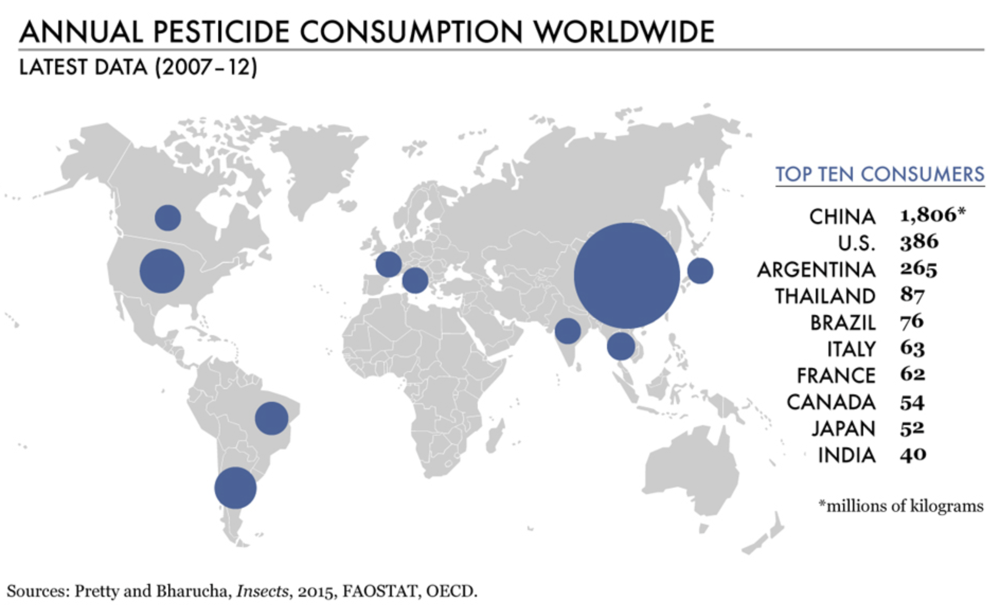 ANNUAL PESTICIDE CONSUMPTION WORLDWIDE
LATEST DATA (2007–12)
TOP TEN CONSUMERS
CHINA 1,806*
U.S. 386
ARGENTINA 265
THAILAND 87
BRAZIL 76
ITALY 63
FRANCE 62
CANADA 54
JAPAN 52
INDIA 40
*millions of kilograms
Sources: Pretty and Bharucha, Insects, 2015, FAOSTAT, OECD.